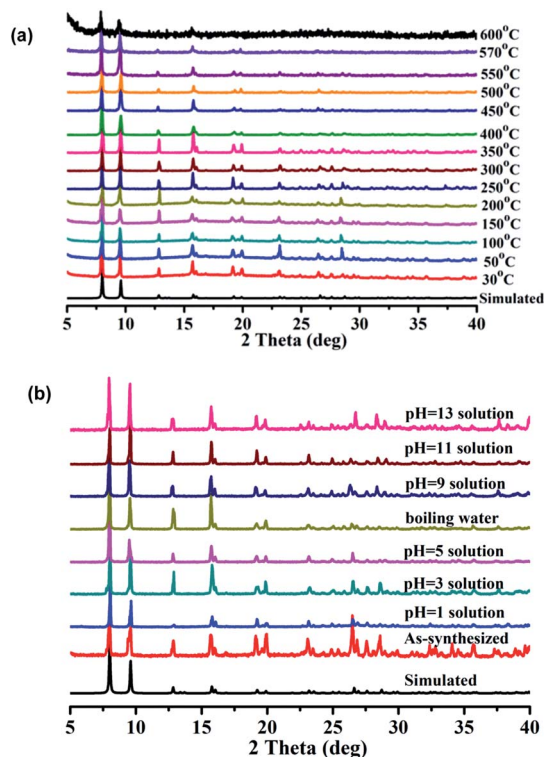 (a)
600°C
570°C
550°C
500°C
450°C
400°C
350°C
300°C
250°C
200°C
150°C
100°C
50°C
30°C
Simulated
5 10 15 20 25 30 35 40
2 Theta (deg)
(b)
pH=13 solution
pH=11 solution
pH=9 solution
boiling water
pH=5 solution
pH=3 solution
pH=1 solution
As-synthesized
Simulated
5 10 15 20 25 30 35 40
2 Theta (deg)